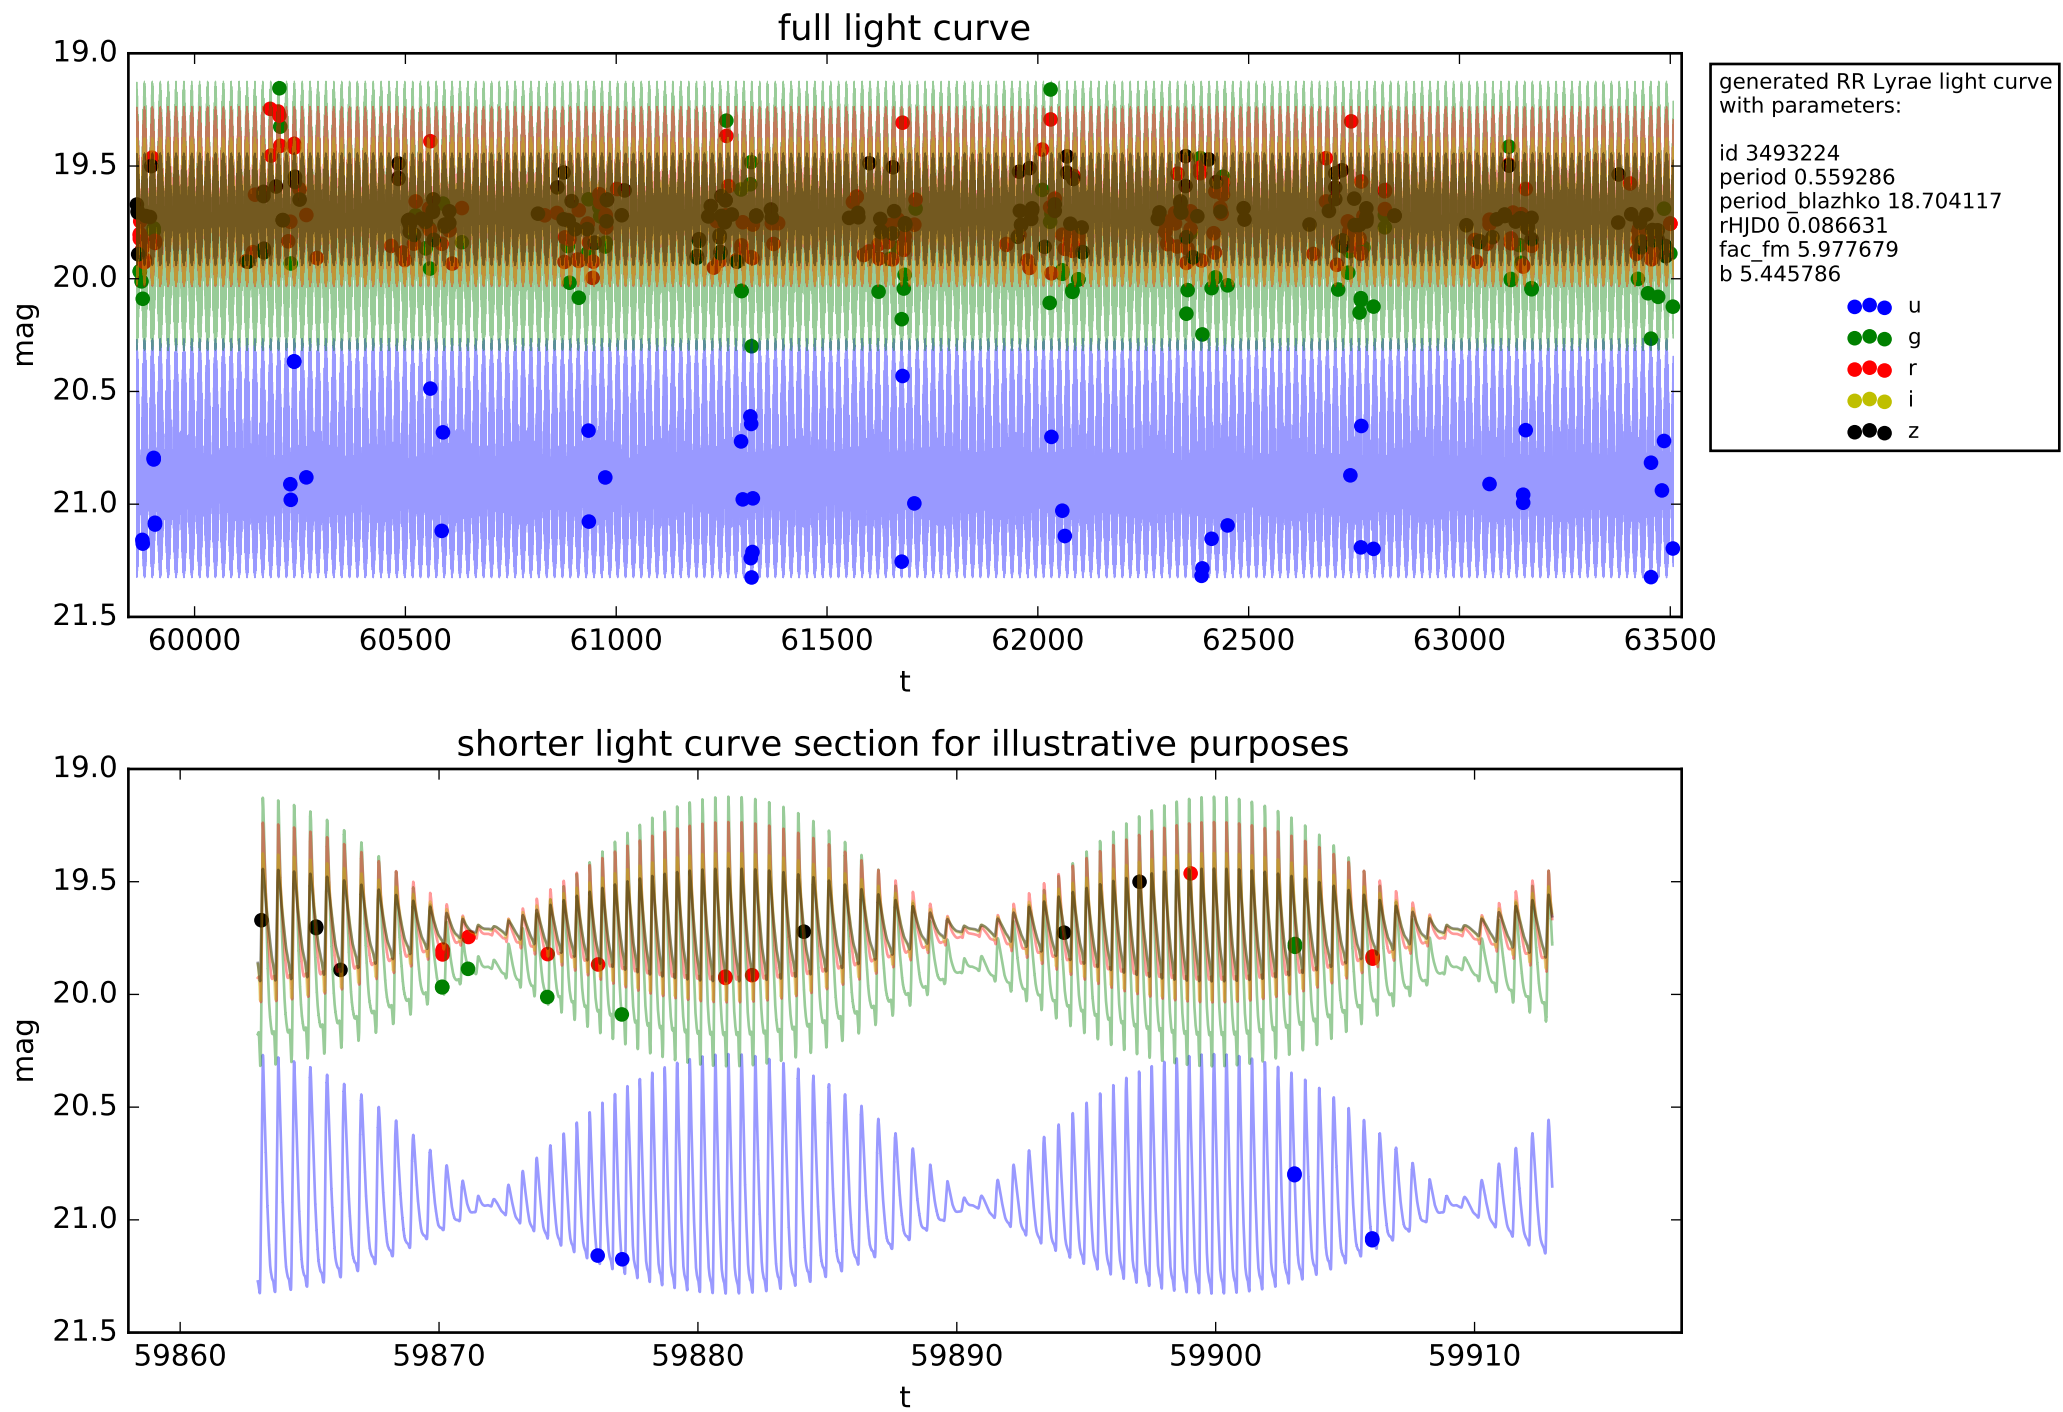 full light curve
19.0
19.5
20.0
20.5
21.0
21.5
mag
60000 60500 61000 61500 62000 62500 63000 63500
t
generated RR Lyrae light curve
with parameters:
id 3493224
period 0.559286
period_blazhko 18.704117
rHJD0 0.086631
fac_fm 5.977679
b 5.445786
u
g
r
i
z
shorter light curve section for illustrative purposes
19.0
19.5
20.0
20.5
21.0
21.5
mag
59860 59870 59880 59890 59900 59910
t